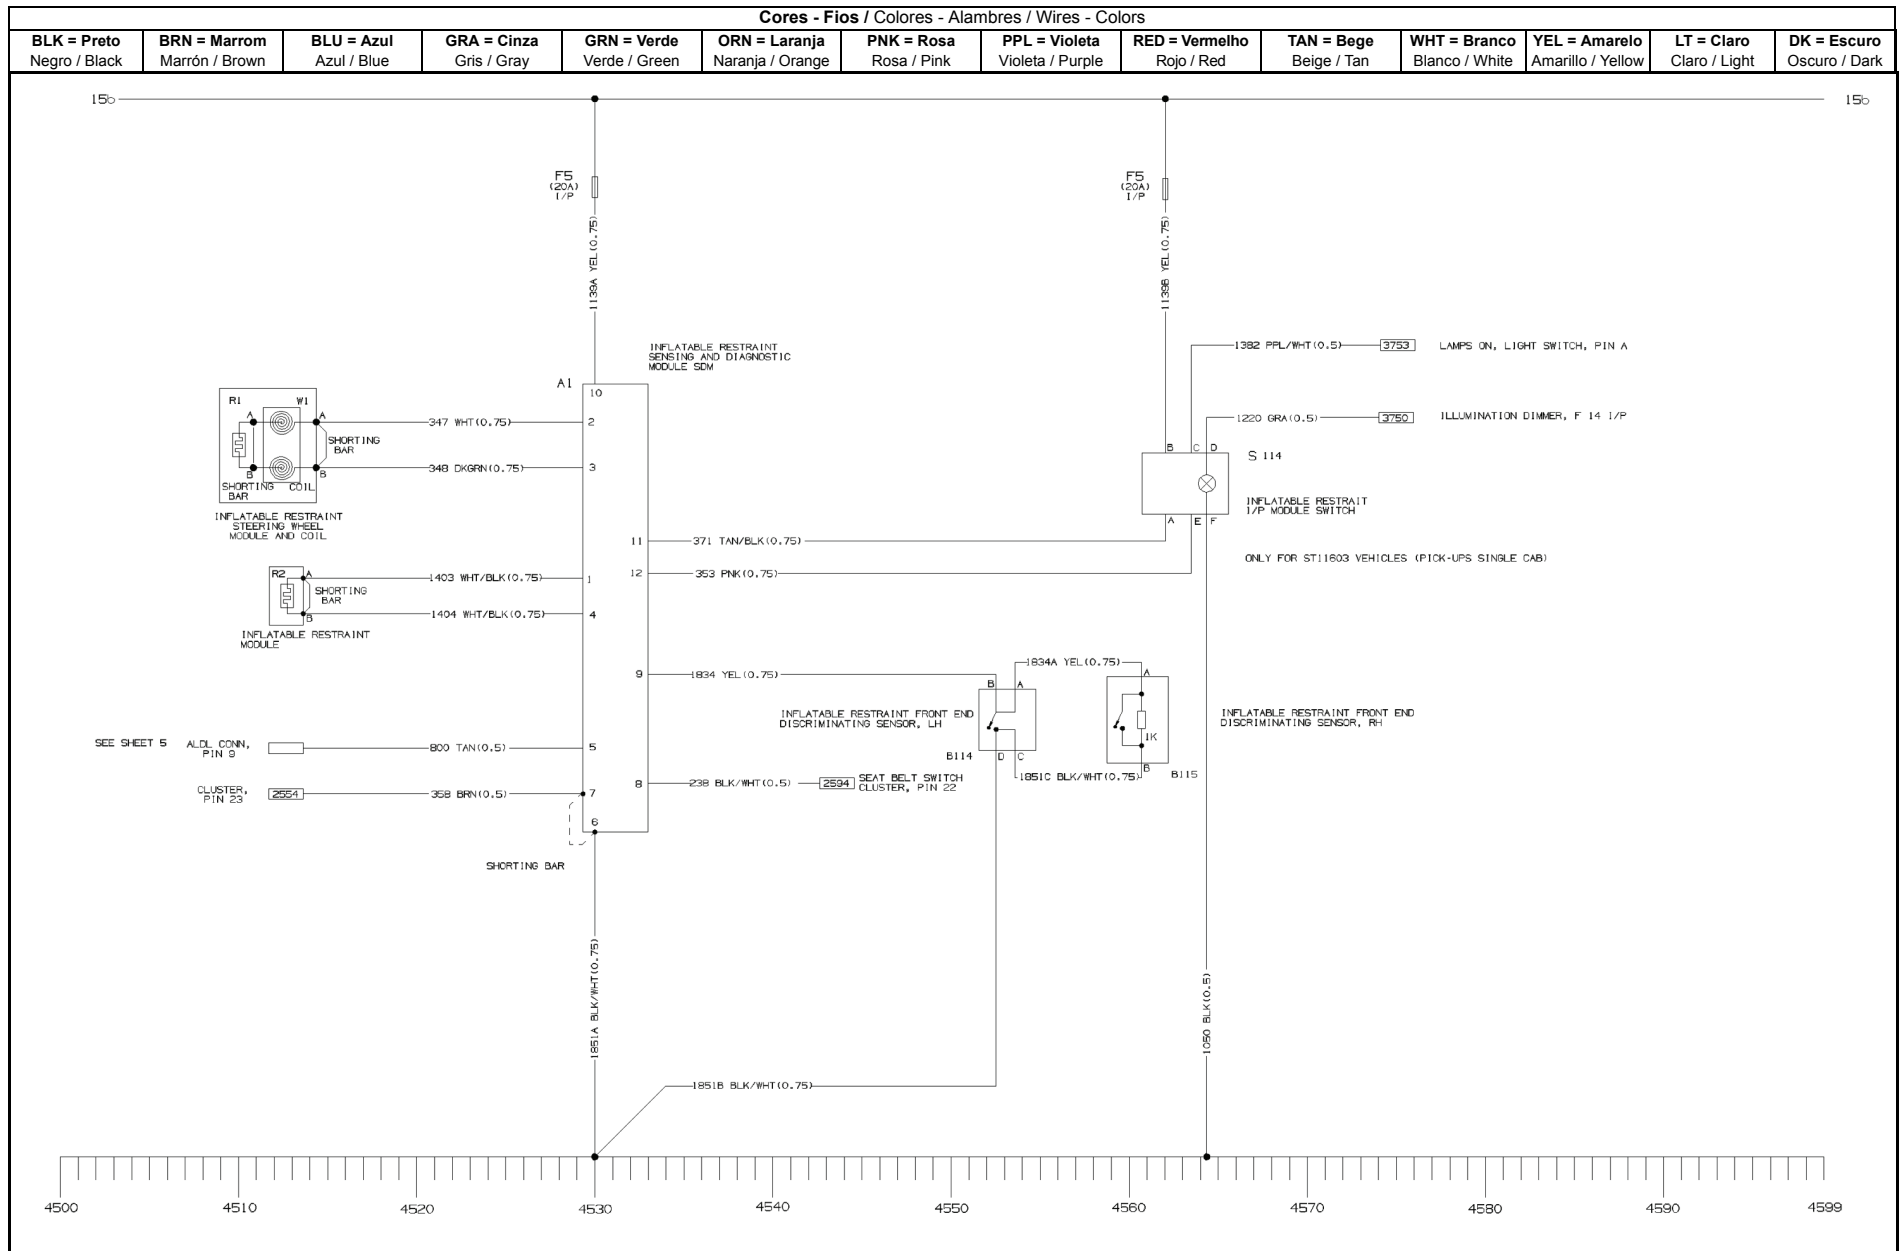 Cores - Fios / Colores - Alambres / Wires - Colors
BLK = Preto
Negro / Black
BRN = Marrom
Marrón / Brown
BLU = Azul
Azul / Blue
GRA = Cinza
Gris / Gray
GRN = Verde
Verde / Green
ORN = Laranja
Naranja / Orange
PNK = Rosa
Rosa / Pink
PPL = Violeta
Violeta / Purple
RED = Vermelho
Rojo / Red
TAN = Bege
Beige / Tan
WHT = Branco
Blanco / White
YEL = Amarelo
Amarillo / Yellow
LT = Claro
Claro / Light
DK = Escuro
Oscuro / Dark
15b
15b
F5
(20A)
I/P
1139A YEL(0.75)
F5
(20A)
I/P
1139B YEL(0.75)
INFLATABLE RESTRAINT
SENSING AND DIAGNOSTIC
MODULE SDM
A1
10
2
3
11
12
1
4
9
5
8
7
6
R1
W1
A
A
B
B
SHORTING
BAR
SHORTING
BAR
COIL
INFLATABLE RESTRAINT
STEERING WHEEL
MODULE AND COIL
347 WHT(0.75)
348 DKGRN(0.75)
R2
A
B
SHORTING
BAR
INFLATABLE RESTRAINT
MODULE
1403 WHT/BLK(0.75)
1404 WHT/BLK(0.75)
371 TAN/BLK(0.75)
353 PNK(0.75)
1382 PPL/WHT(0.5)
3753
LAMPS ON, LIGHT SWITCH, PIN A
1220 GRA(0.5)
3750
ILLUMINATION DIMMER, F 14 I/P
B
C
D
S 114
INFLATABLE RESTRAIT
I/P MODULE SWITCH
A
E
F
ONLY FOR ST11603 VEHICLES (PICK-UPS SINGLE CAB)
1834 YEL(0.75)
1834A YEL(0.75)
B
A
INFLATABLE RESTRAINT FRONT END
DISCRIMINATING SENSOR, LH
B114
D
C
A
1K
B
B115
INFLATABLE RESTRAINT FRONT END
DISCRIMINATING SENSOR, RH
1851C BLK/WHT(0.75)
SEE SHEET 5
ALDL CONN,
PIN 9
800 TAN(0.5)
238 BLK/WHT(0.5)
2594
SEAT BELT SWITCH
CLUSTER, PIN 22
CLUSTER,
PIN 23
2554
358 BRN(0.5)
SHORTING BAR
1851A BLK/WHT(0.75)
1851B BLK/WHT(0.75)
1050 BLK(0.5)
4500
4510
4520
4530
4540
4550
4560
4570
4580
4590
4599